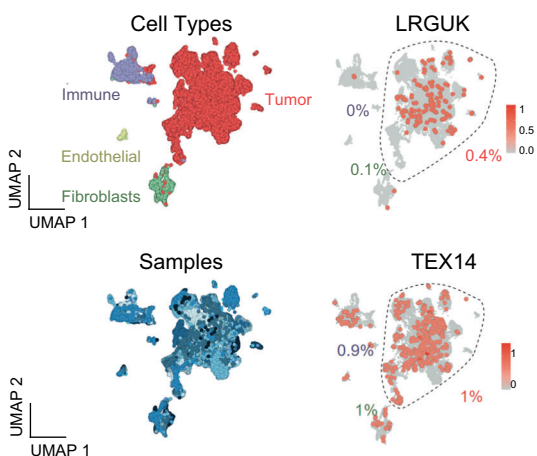 Cell Types
LRGUK
Immune
Tumor
0%
1
0.5
0.0
Endothelial
0.4%
0.1%
Fibroblasts
UMAP 2
UMAP 1
Samples
TEX14
0.9%
1
0
1%
1%
UMAP 2
UMAP 1